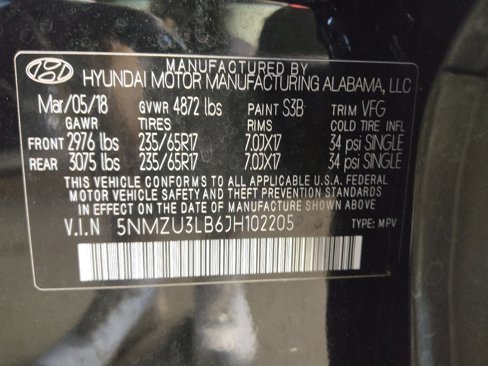 MANUFACTURED BY
HYUNDAI MOTOR MANUFACTURING ALABAMA, LLC
Mar/05/18 GVWR 4872 lbs PAINT S3B TRIM VFG
GAWR TIRES RIMS COLD TIRE INFL
FRONT 2976 lbs 235/65R17 7.0JX17 34 psi SINGLE
REAR 3075 lbs 235/65R17 7.0JX17 34 psi SINGLE
THIS VEHICLE CONFORMS TO ALL APPLICABLE U.S.A. FEDERAL
MOTOR VEHICLE SAFETY AND THEFT PREVENTION STANDARDS
IN EFFECT ON THE DATE OF MANUFACTURE SHOWN ABOVE.
V.I.N 5NMZU3LB6JH102205 TYPE: MPV